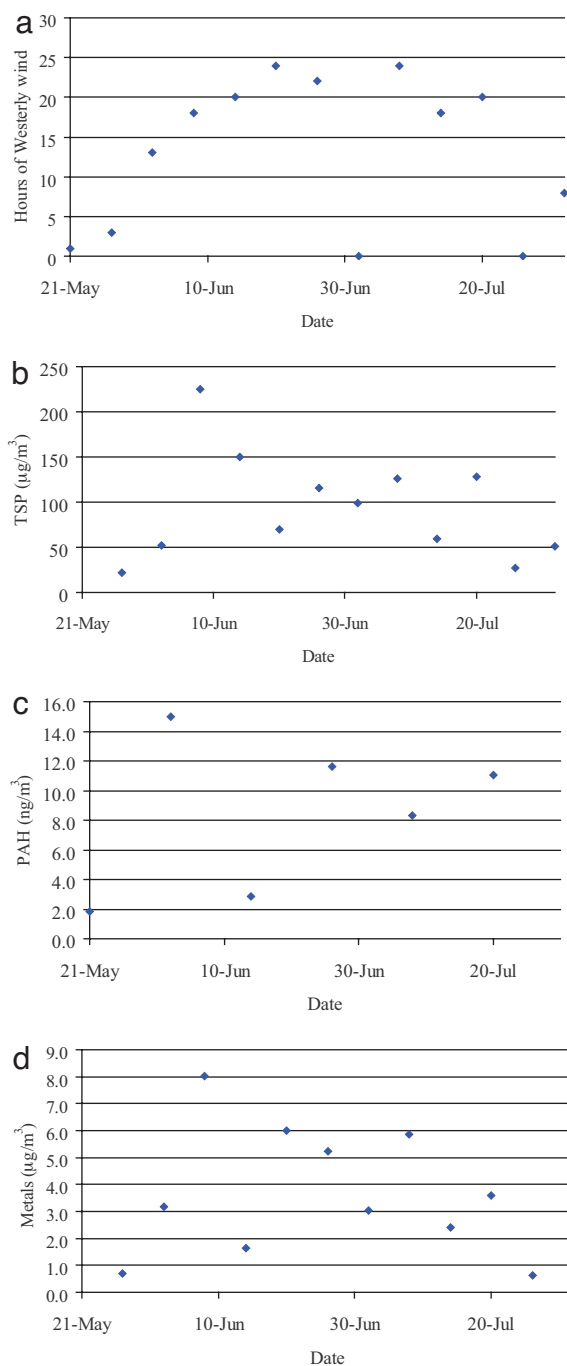 a
30
25
20
15
10
5
0
Hours of Westerly wind
21-May 10-Jun 30-Jun 20-Jul
Date
b
250
200
150
100
50
0
TSP (µg/m³)
21-May 10-Jun 30-Jun 20-Jul
Date
c
16.0
14.0
12.0
10.0
8.0
6.0
4.0
2.0
0.0
PAH (ng/m³)
21-May 10-Jun 30-Jun 20-Jul
Date
d
9.0
8.0
7.0
6.0
5.0
4.0
3.0
2.0
1.0
0.0
Metals (µg/m³)
21-May 10-Jun 30-Jun 20-Jul
Date